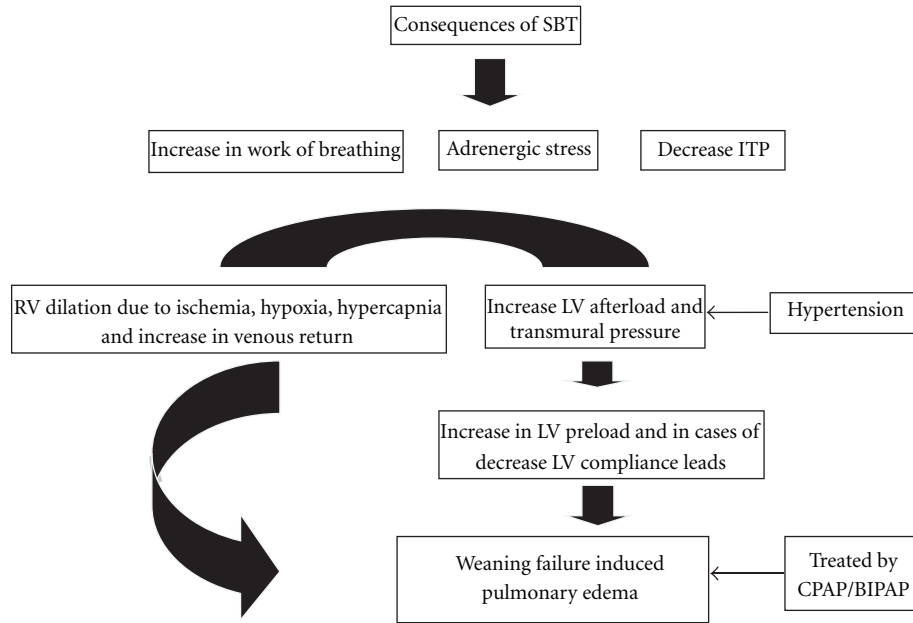 Consequences of SBT
Increase in work of breathing
Adrenergic stress
Decrease ITP
RV dilation due to ischemia, hypoxia, hypercapnia
and increase in venous return
Increase LV afterload and
transmural pressure
Hypertension
Increase in LV preload and in cases of
decrease LV compliance leads
Weaning failure induced
pulmonary edema
Treated by
CPAP/BIPAP